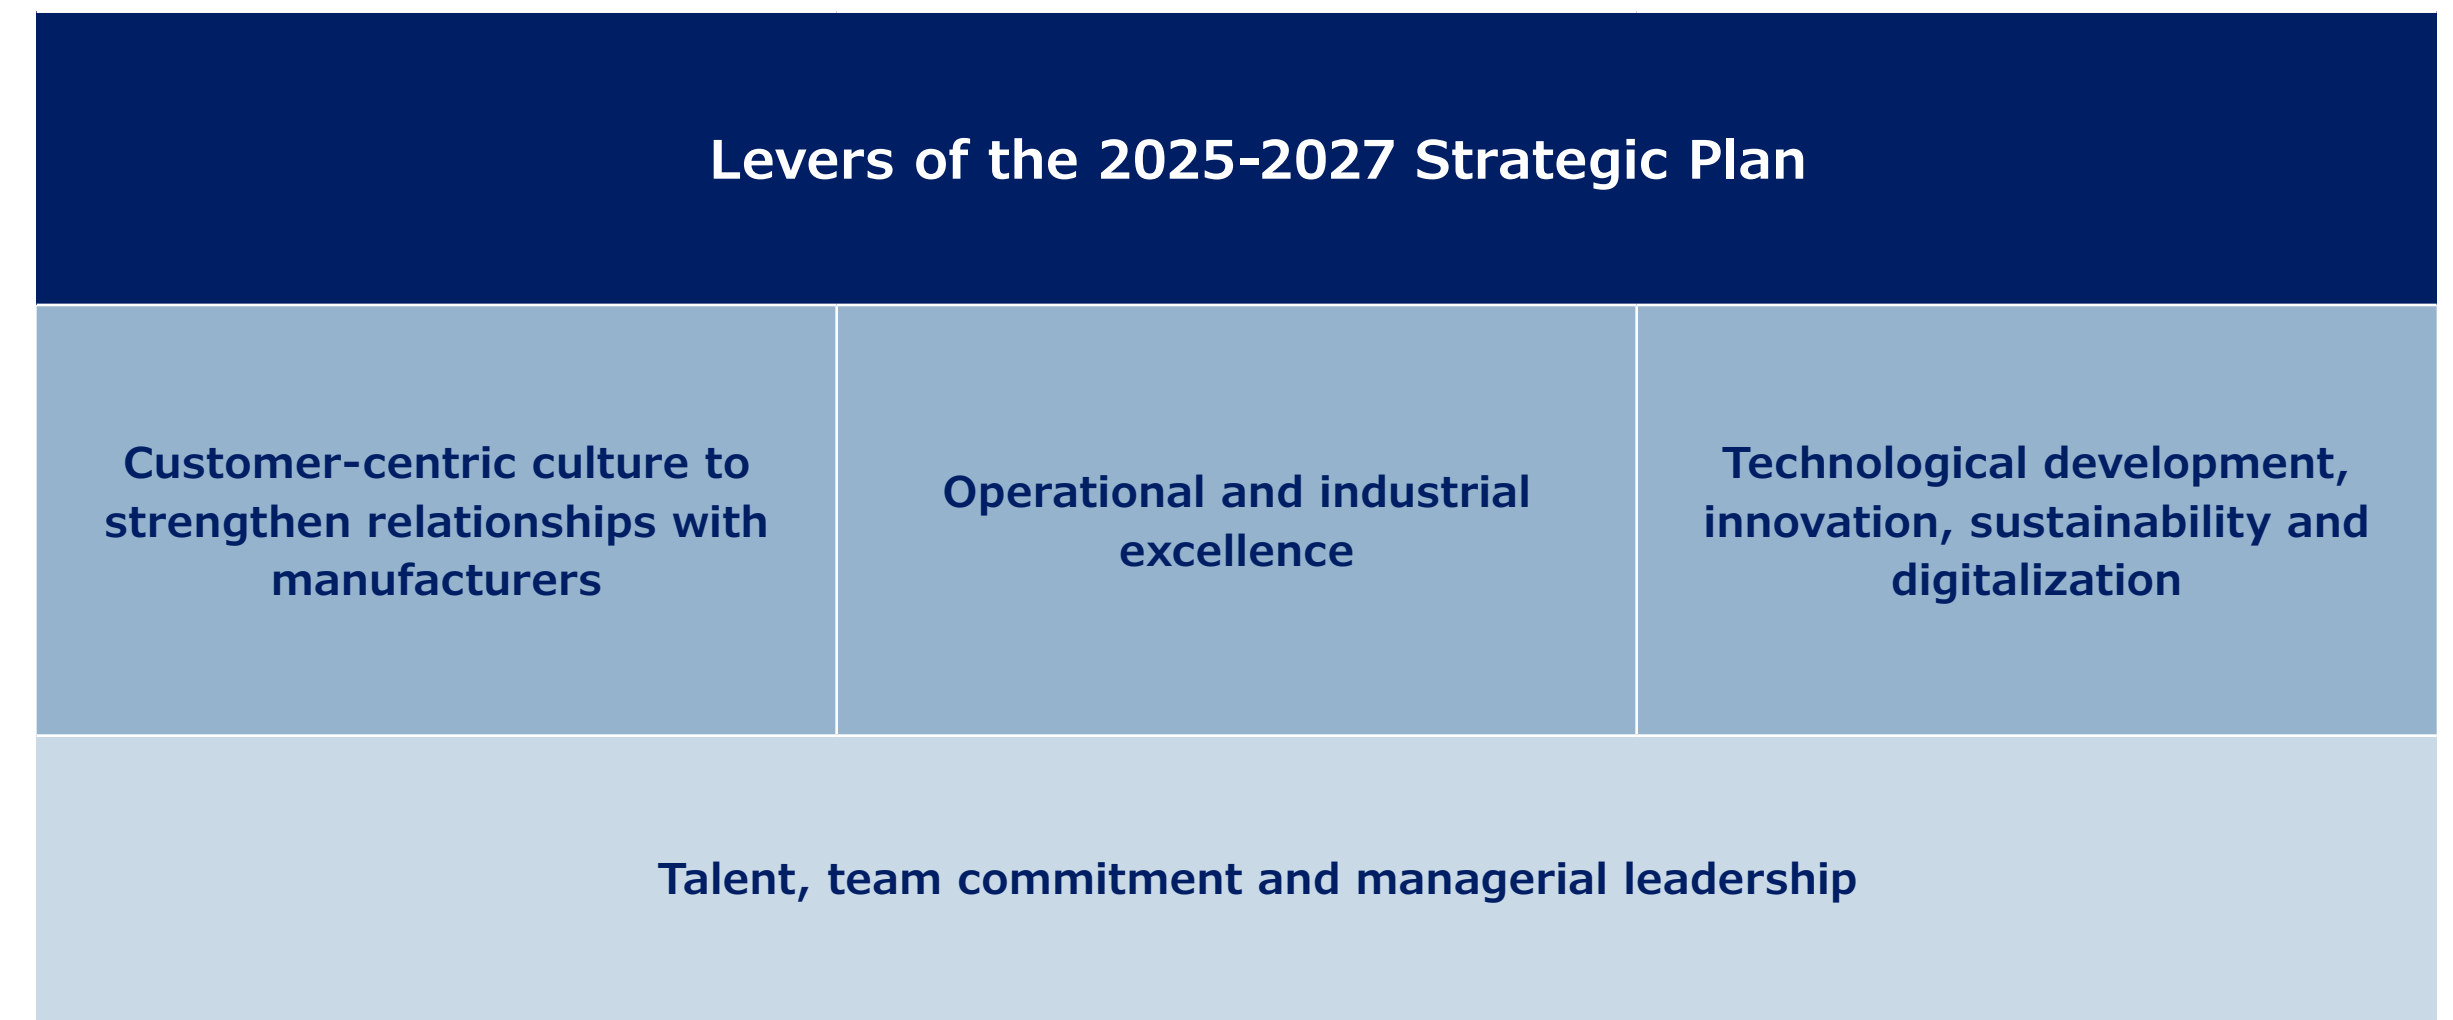 Levers of the 2025-2027 Strategic Plan
Customer-centric culture to
strengthen relationships with
manufacturers
Operational and industrial
excellence
Technological development,
innovation, sustainability and
digitalization
Talent, team commitment and managerial leadership